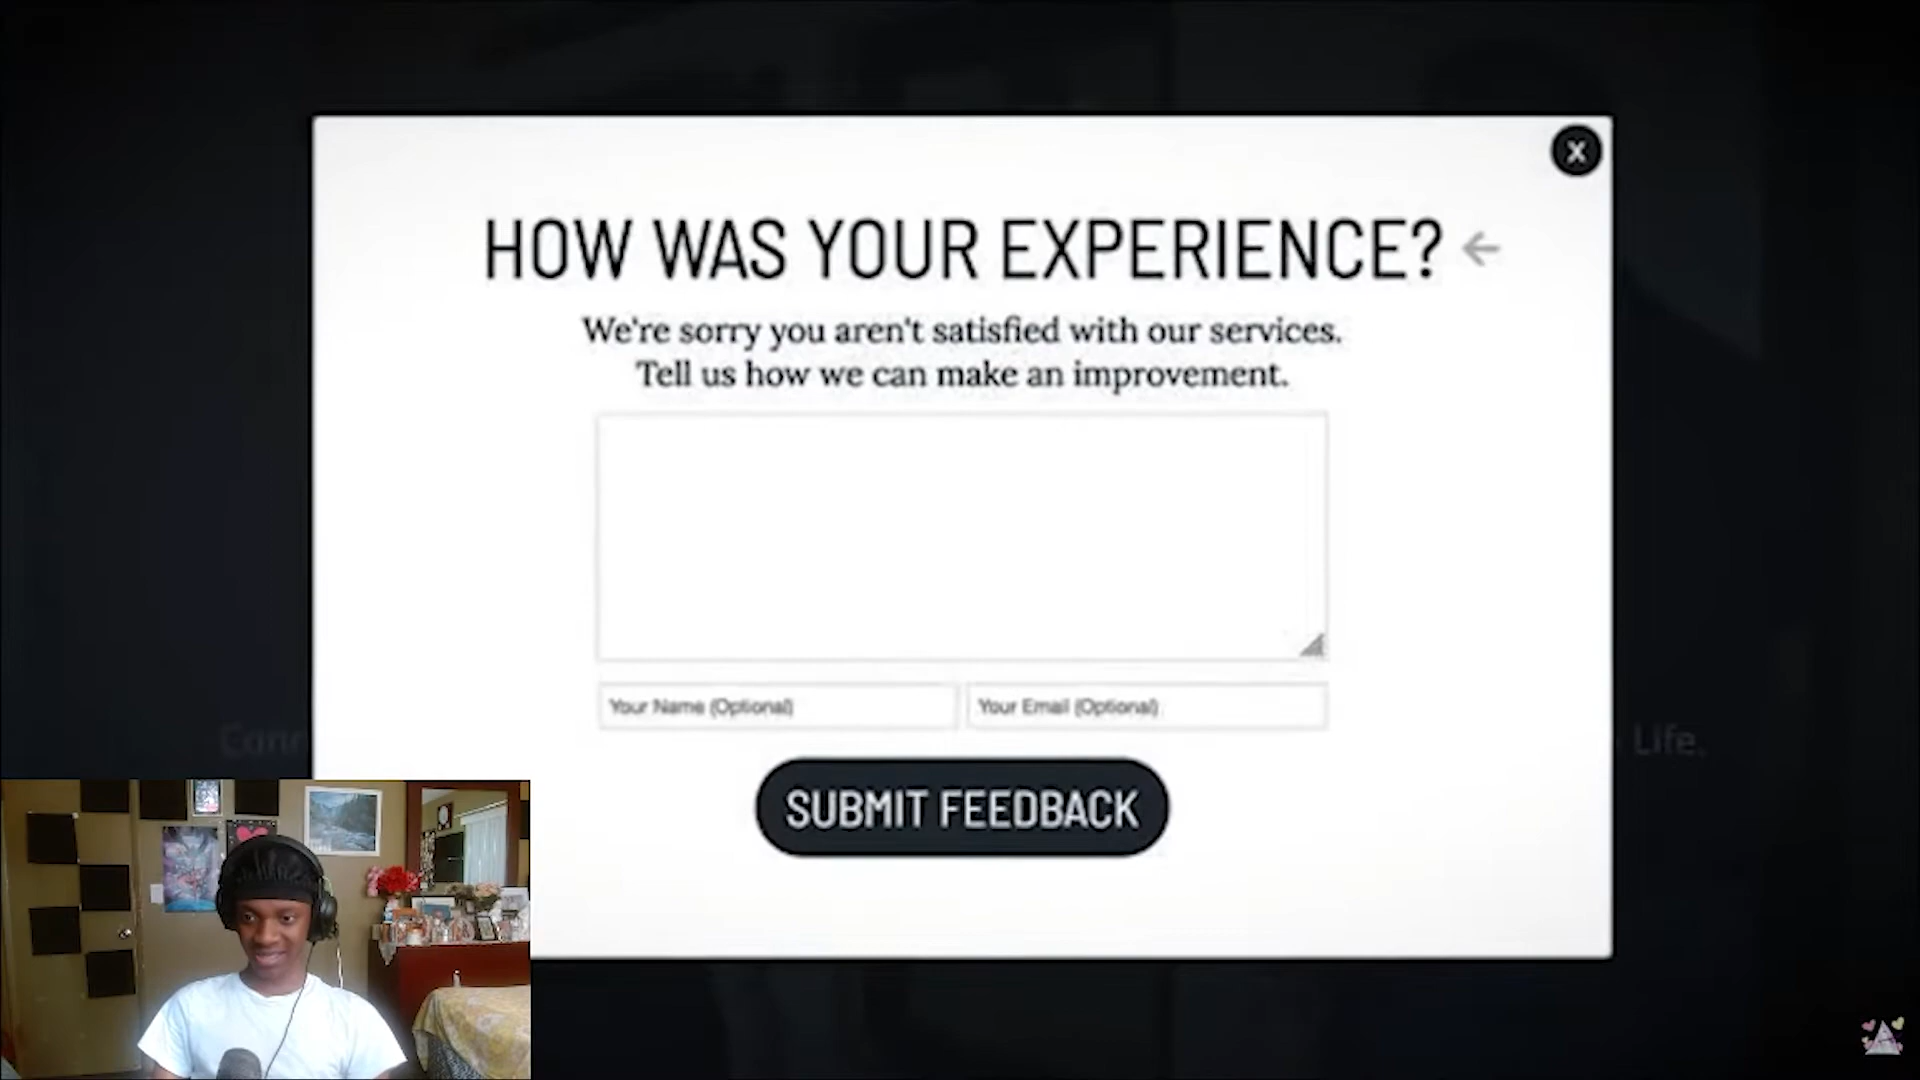 X
HOW WAS YOUR EXPERIENCE?
We're sorry you aren't satisfied with our services.
Tell us how we can make an improvement.
Your Name (Optional)
Your Email (Optional)
Life.
SUBMIT FEEDBACK